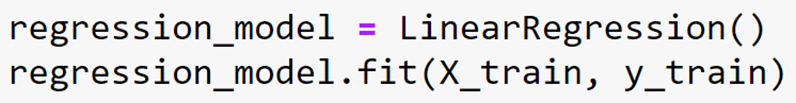 regression_model = LinearRegression()
regression_model.fit(X_train, y_train)